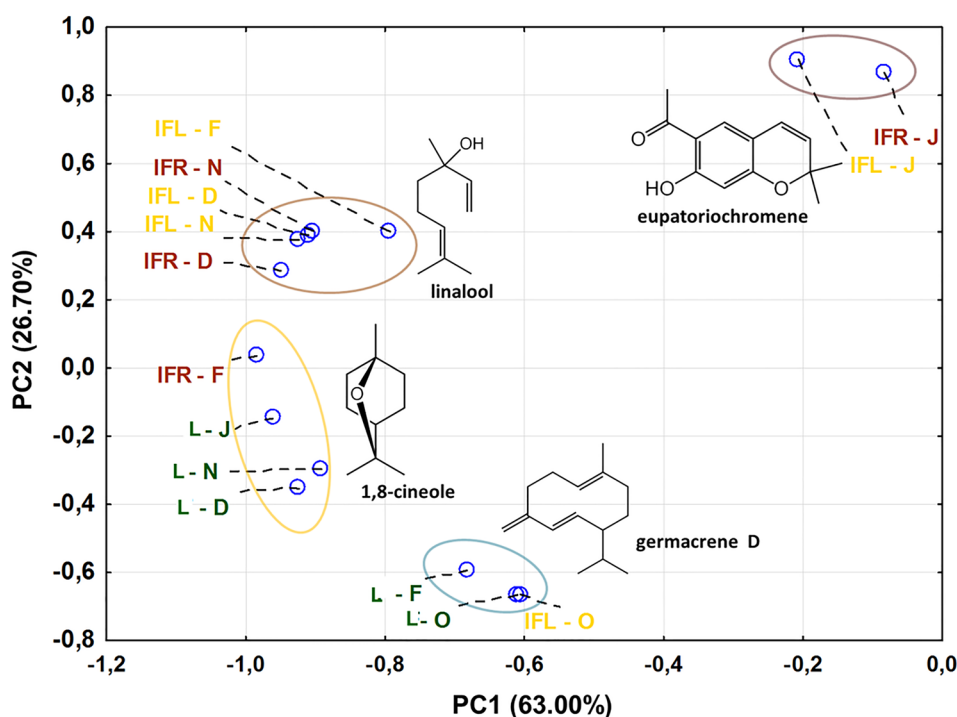 1,0
0,8
0,6
0,4
0,2
0,0
-0,2
-0,4
-0,6
-0,8
PC2 (26.70%)
IFL - F
IFR - N
IFL - D
IFL - N
IFR - D
OH
linalool
O
HO
O
eupatoriochromene
IFR - J
IFL - J
IFR - F
L - J
L - N
L - D
O
1,8-cineole
germacrene D
L - F
L - O
IFL - O
-1,2
-1,0
-0,8
-0,6
-0,4
-0,2
0,0
PC1 (63.00%)